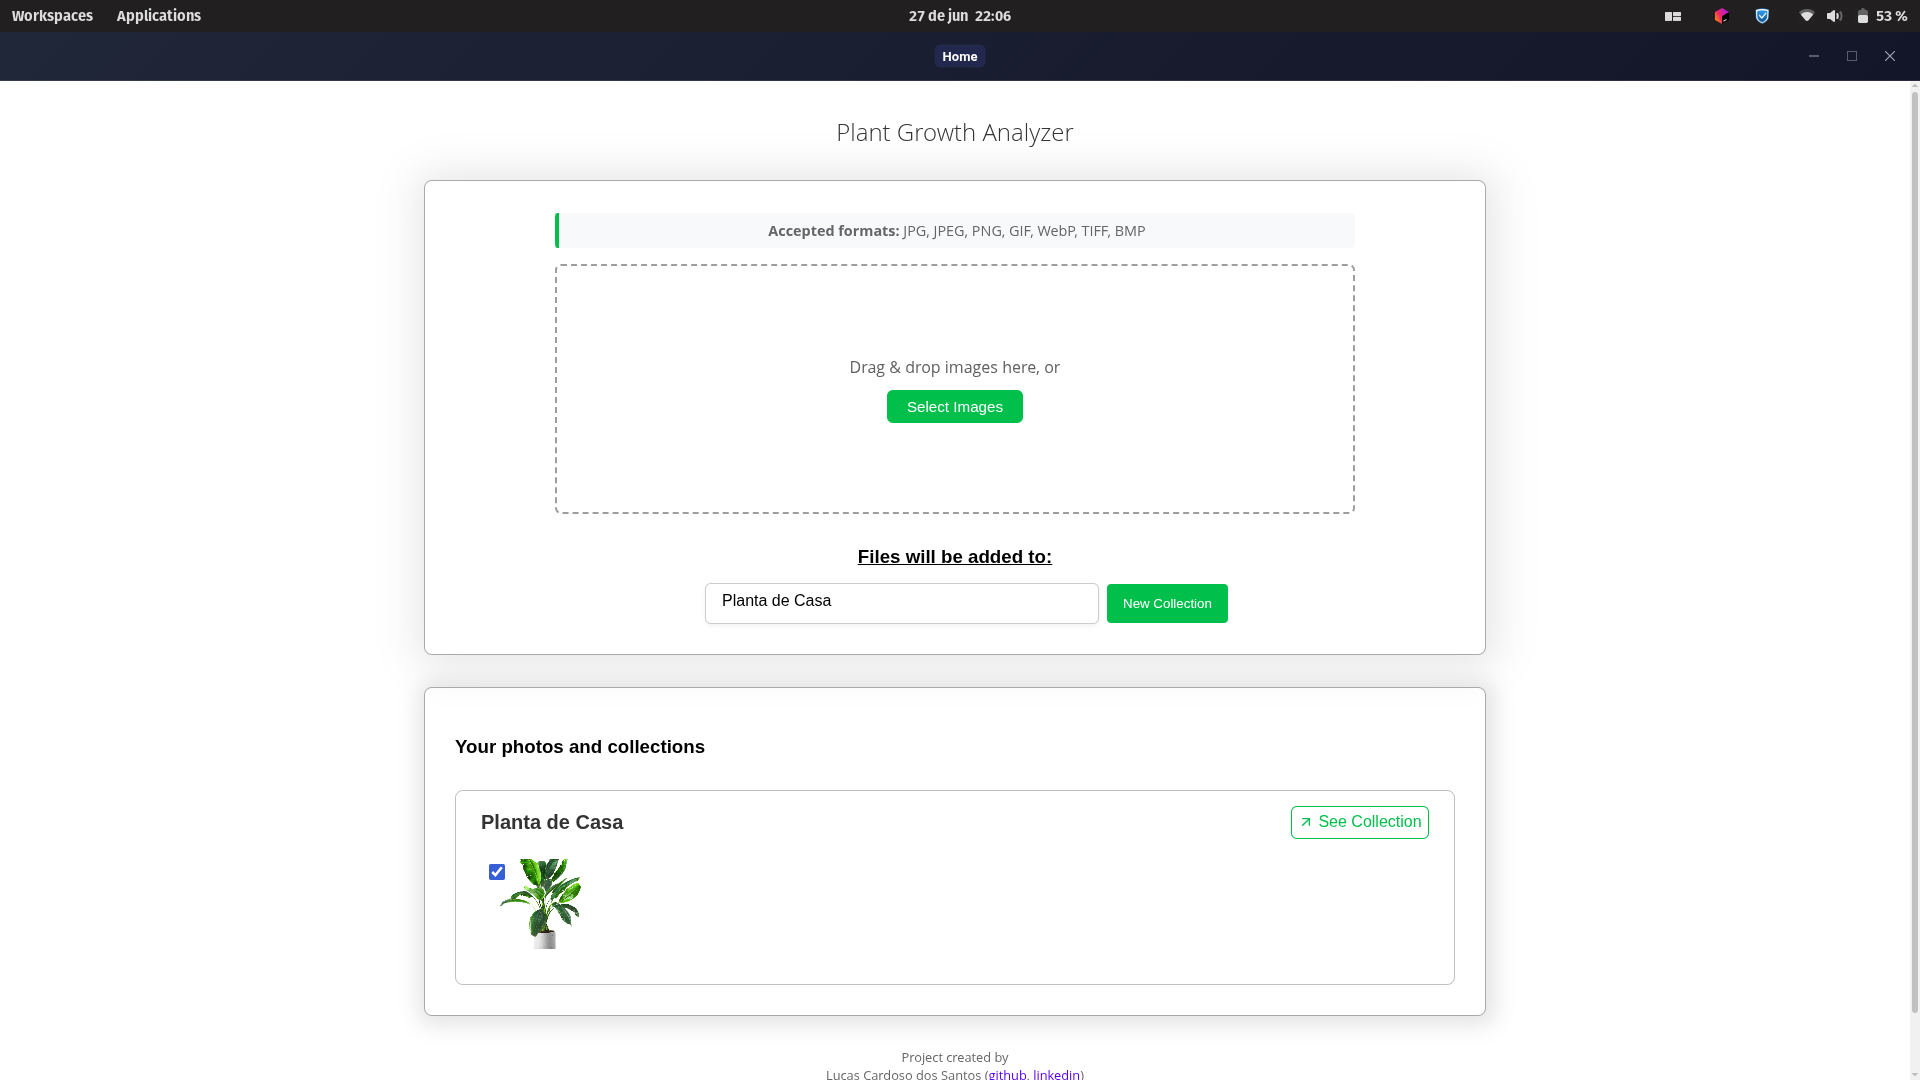 Workspaces Applications 27 de jun 22:06 53 %
Home
Plant Growth Analyzer
Accepted formats: JPG, JPEG, PNG, GIF, WebP, TIFF, BMP
Drag & drop images here, or
Select Images
Files will be added to:
Planta de Casa New Collection
Your photos and collections
Planta de Casa See Collection
Project created by
Lucas Cardoso dos Santos (github, linkedin)